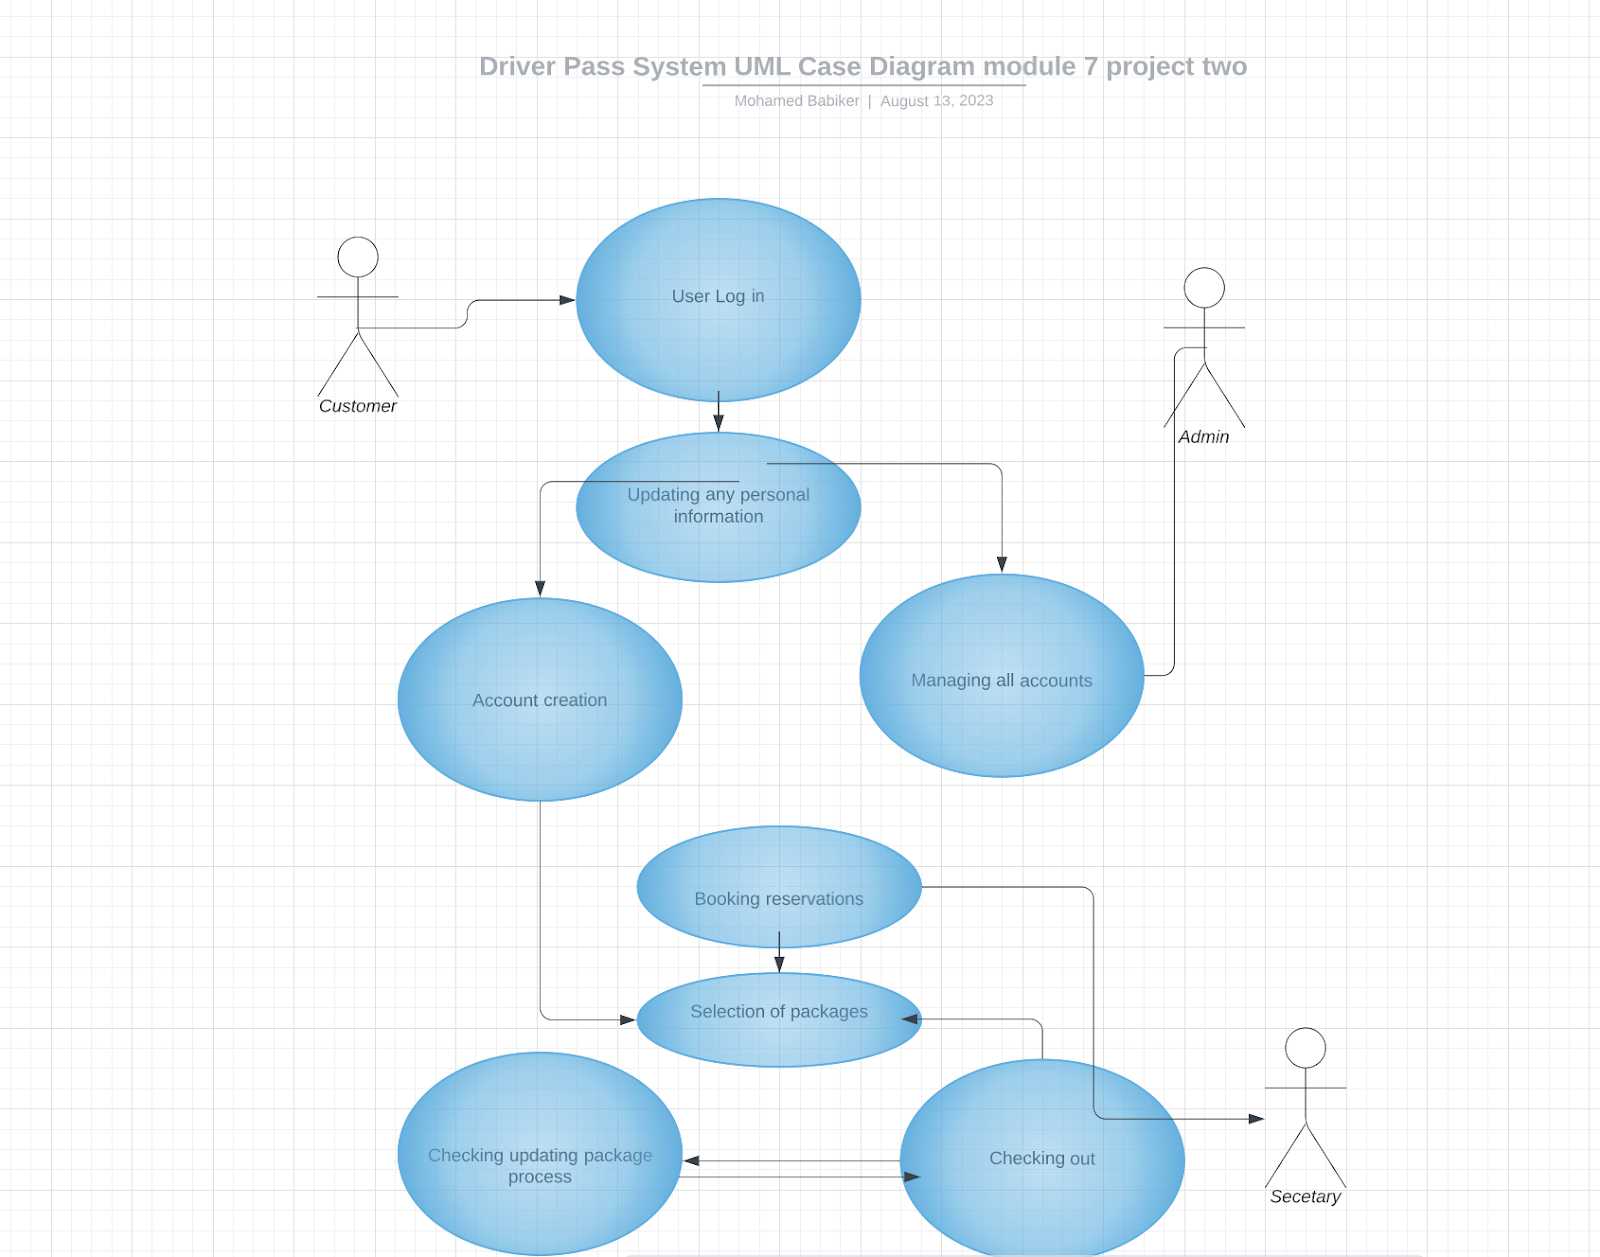 Driver Pass System UML Case Diagram module 7 project two
Mohamed Babiker | August 13, 2023
User Log in
Customer
Admin
Updating any personal
information
Managing all accounts
Account creation
Booking reservations
Selection of packages
Checking updating package
process
Checking out
Secetary